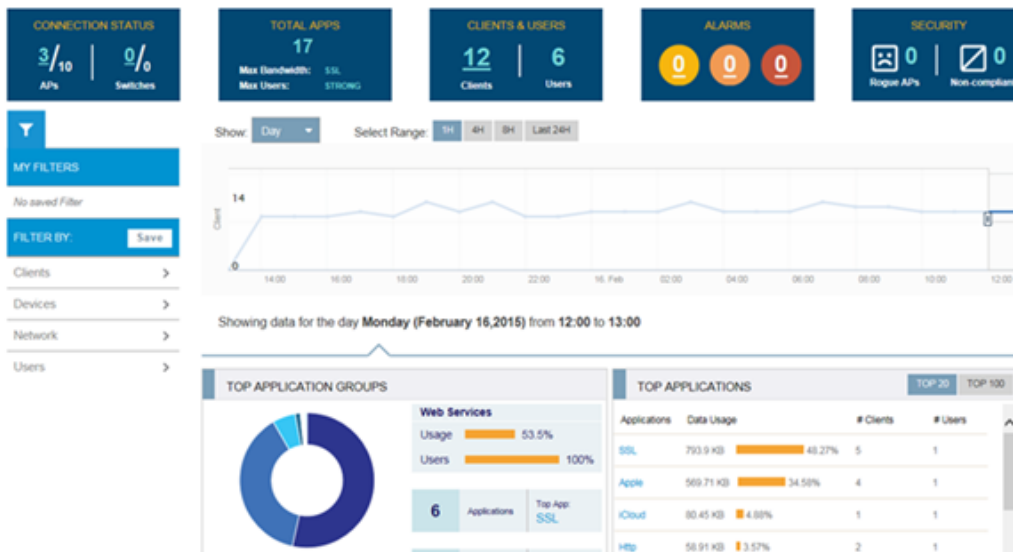 CONNECTION STATUS
3/10
APs
0/0
Switches
TOTAL APPS
17
Max Bandwidth: SSL
Max Users: STRONG
CLIENTS & USERS
12
Clients
6
Users
ALARMS
0 0 0
SECURITY
0
Rogue APs
0
Non-complian
MY FILTERS
No saved Filter
FILTER BY: Save
Clients
Devices
Network
Users
Show: Day
Select Range: 1H 4H 8H Last 24H
Client
14
0
14:00 16:00 18:00 20:00 22:00 16. Feb 02:00 04:00 06:00 08:00 10:00 12:00
Showing data for the day Monday (February 16,2015) from 12:00 to 13:00
TOP APPLICATION GROUPS
Web Services
Usage 53.5%
Users 100%
6 Applications
Top App:
SSL
TOP APPLICATIONS
TOP 20 TOP 100
Applications Data Usage # Clients # Users
SSL 793.9 KB 48.27% 5 1
Apple 569.71 KB 34.58% 4 1
iCloud 80.45 KB 4.88% 1 1
Http 58.91 KB 3.57% 2 1